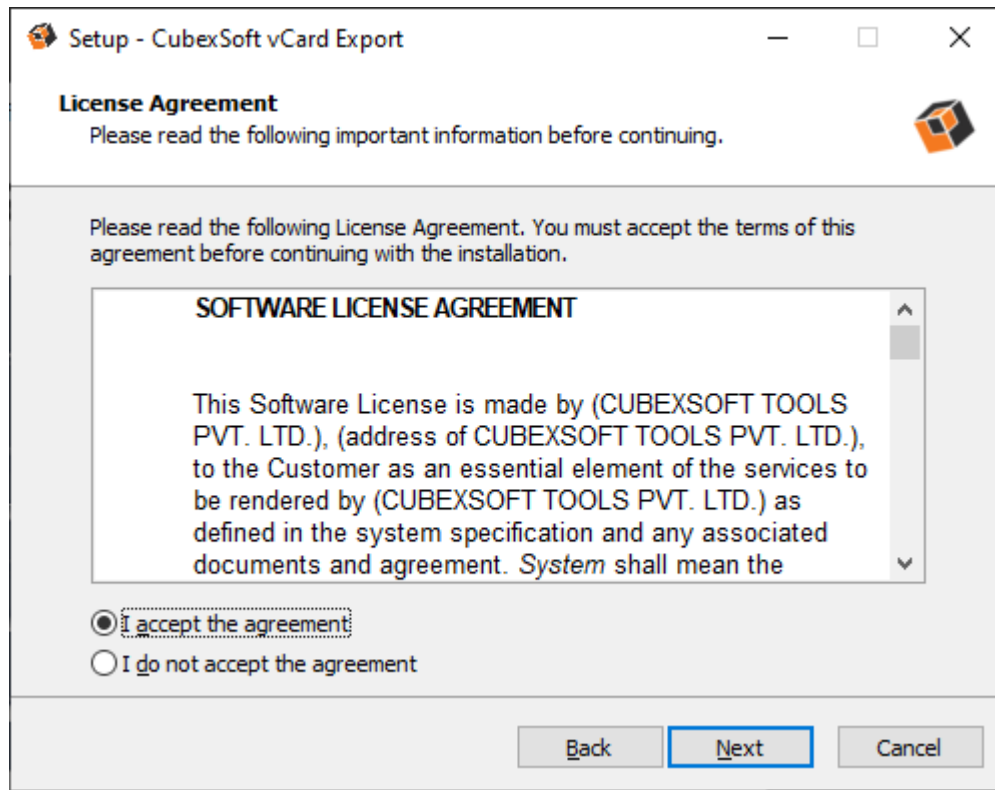 Setup - CubexSoft vCard Export
License Agreement
Please read the following important information before continuing.
Please read the following License Agreement. You must accept the terms of this
agreement before continuing with the installation.
SOFTWARE LICENSE AGREEMENT
This Software License is made by (CUBEXSOFT TOOLS
PVT. LTD.), (address of CUBEXSOFT TOOLS PVT. LTD.),
to the Customer as an essential element of the services to
be rendered by (CUBEXSOFT TOOLS PVT. LTD.) as
defined in the system specification and any associated
documents and agreement. System shall mean the
I accept the agreement
I do not accept the agreement
Back
Next
Cancel